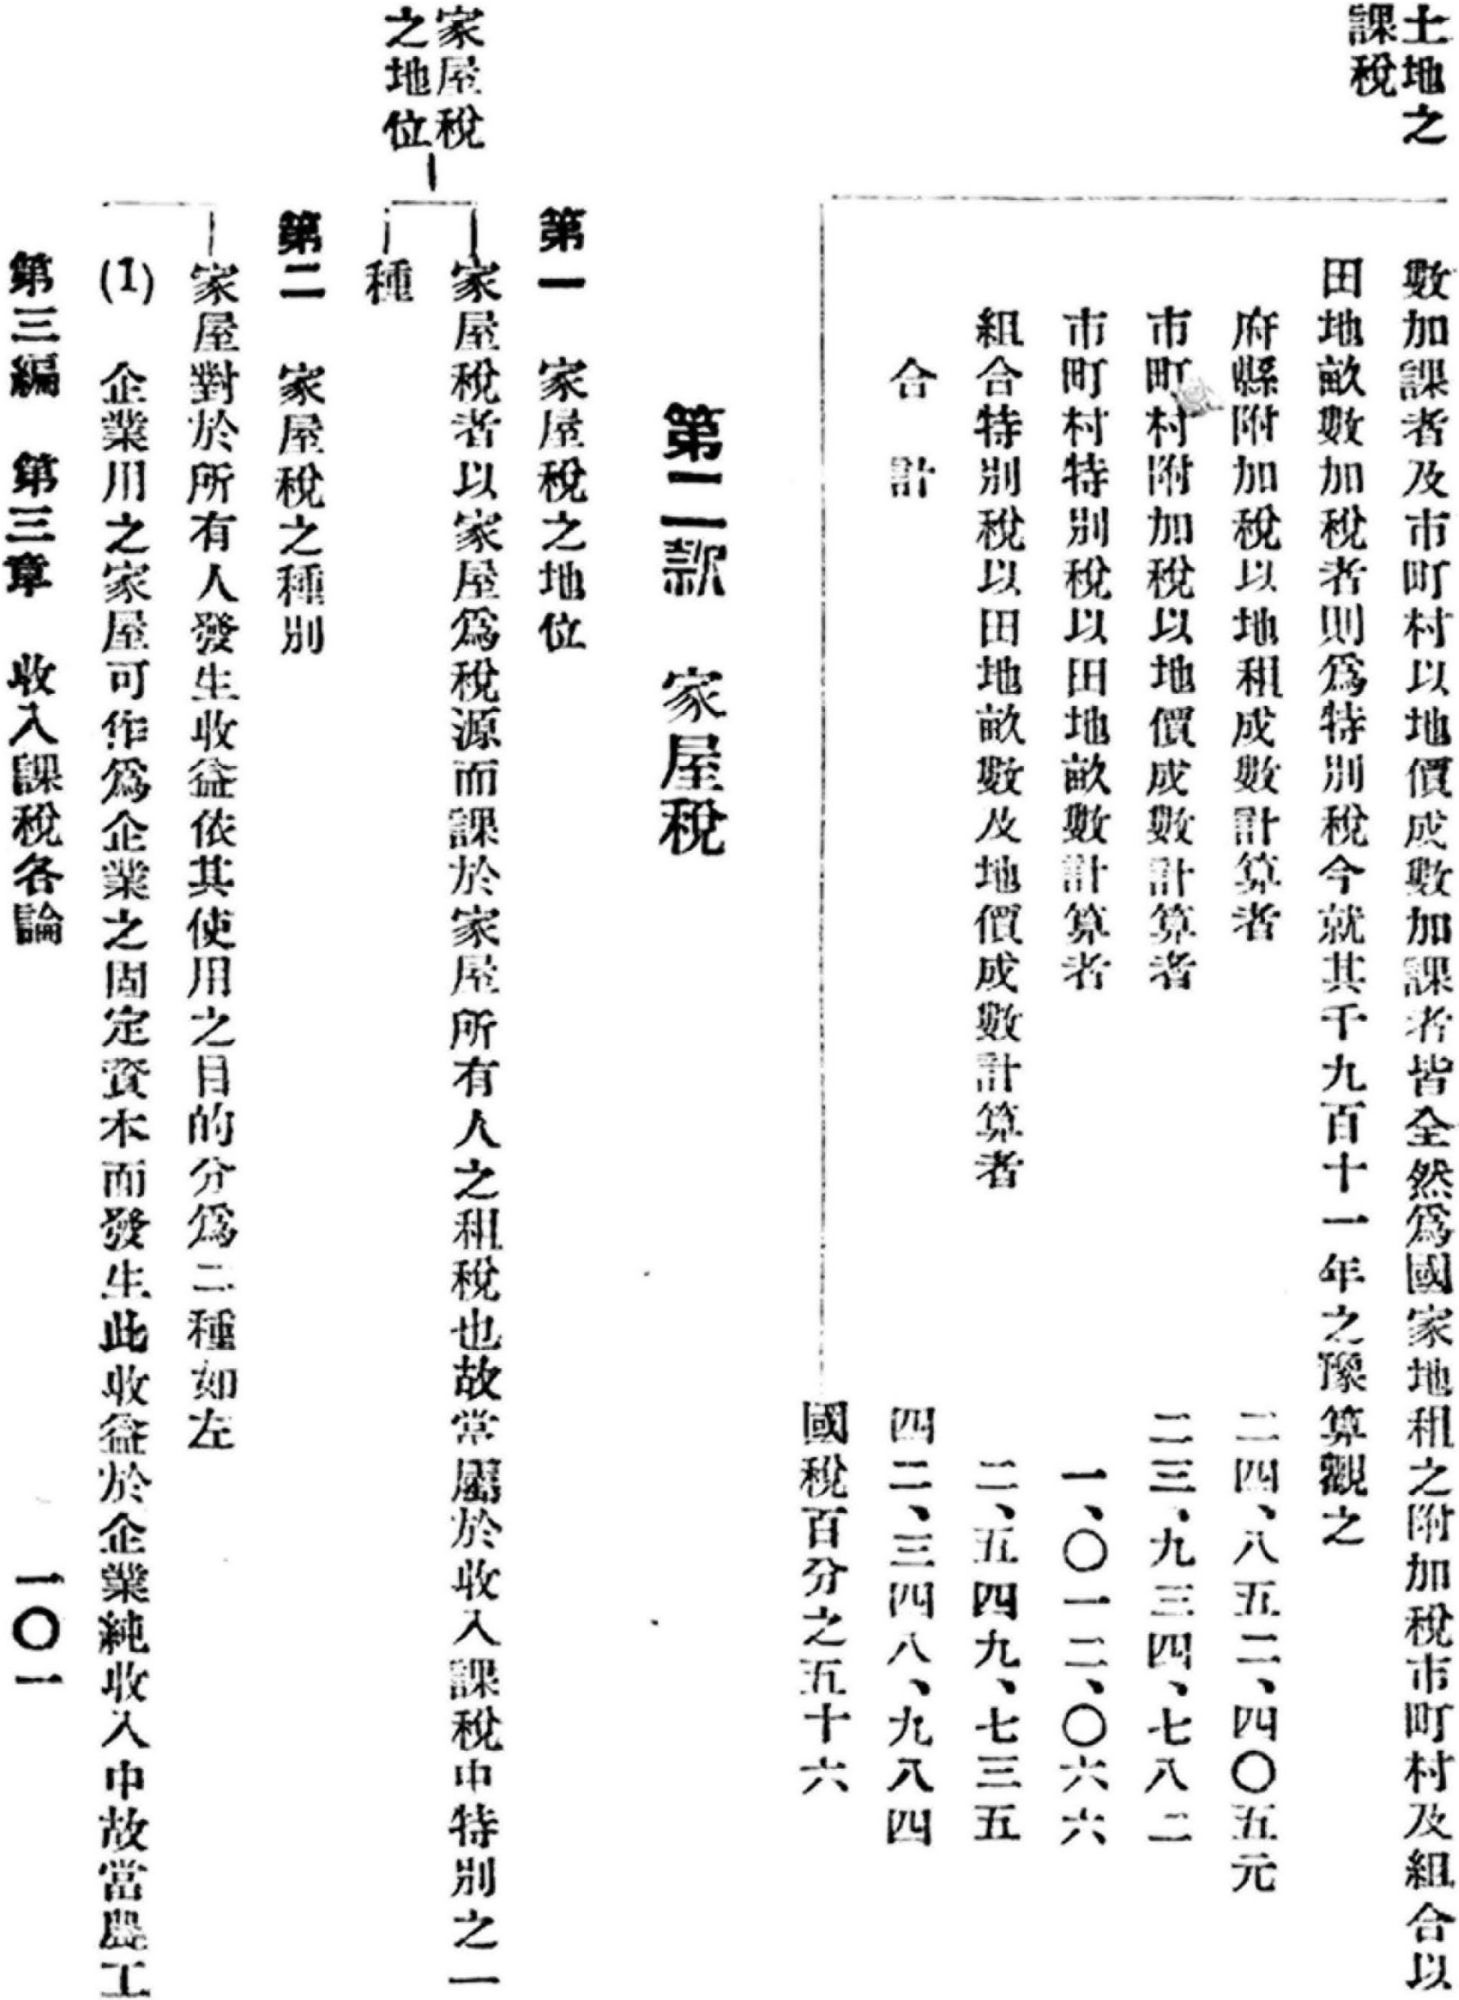 土地之
課稅
數加課者及市町村以地價成數加課者皆全然爲國家地租之附加稅市町村及組合以
田地畝數加稅者則爲特別稅今就其千九百十一年之豫算觀之
府縣附加稅以地租成數計算者　二四、八五二、四〇五元
市町村附加稅以地價成數計算者　二三、九三四、七八二
市町村特別稅以田地畝數計算者　一、〇一二、〇六六
組合特別稅以田地畝數及地價成數計算者　二、五四九、七三五
合計　四二、三四八、九八四
國稅百分之五十六
第二款　家屋稅
第一　家屋稅之地位
家屋稅
之地位
家屋稅者以家屋爲稅源而課於家屋所有人之租稅也故常屬於收入課稅中特別之一
種
第二　家屋稅之種別
家屋對於所有人發生收益依其使用之目的分爲二種如左
(1)　企業用之家屋可作爲企業之固定資本而發生此收益於企業純收入中故當農工
第三編　第三章　收入課稅各論　一〇一